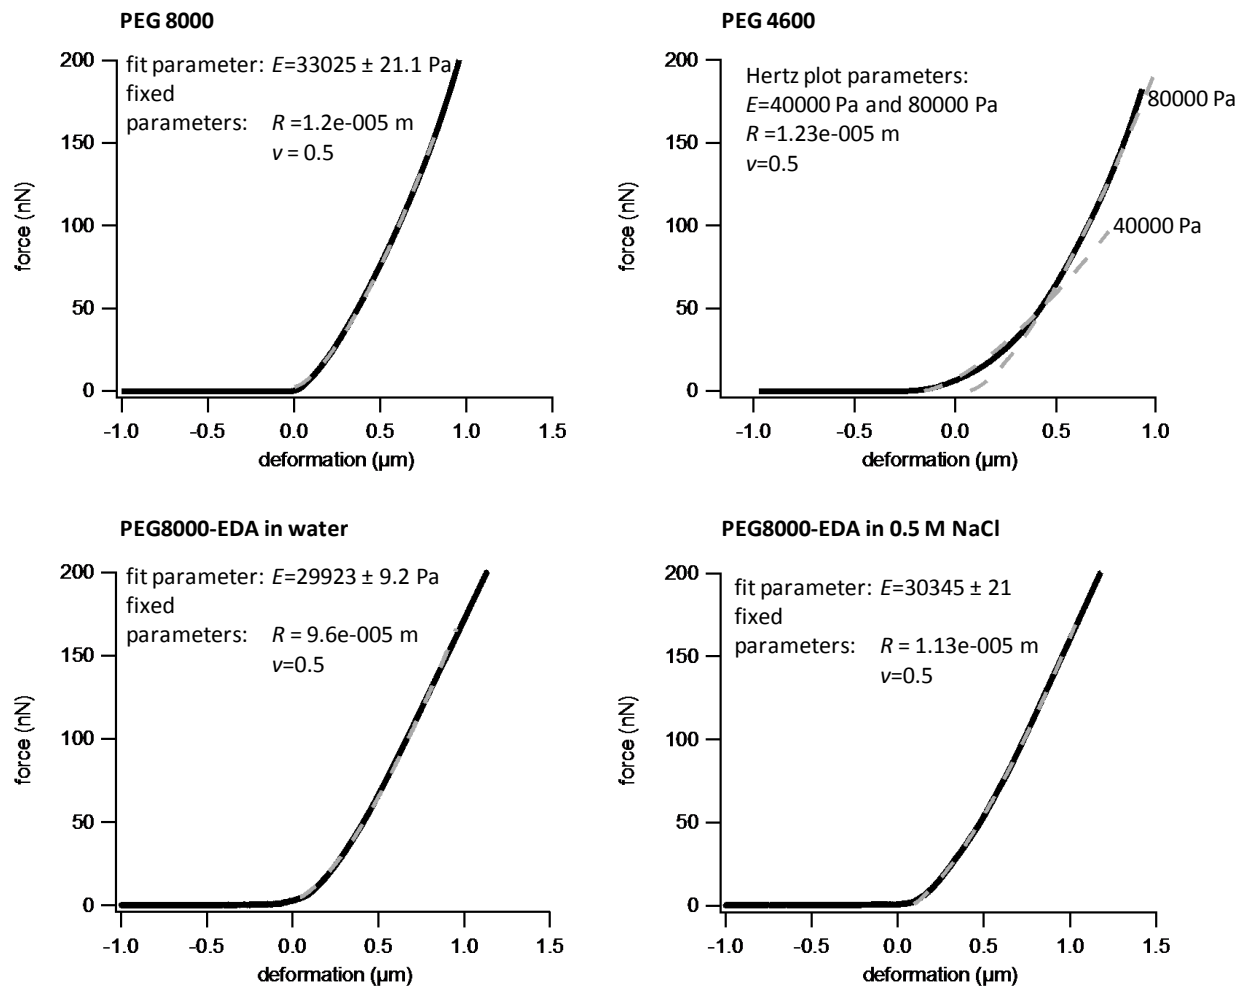 PEG 8000
fit parameter: E=33025 ± 21.1 Pa
fixed
parameters: R =1.2e-005 m
ν = 0.5
200
150
100
50
0
force (nN)
-1.0 -0.5 0.0 0.5 1.0 1.5
deformation (µm)
PEG 4600
Hertz plot parameters:
E=40000 Pa and 80000 Pa
R =1.23e-005 m
ν=0.5
80000 Pa
40000 Pa
200
150
100
50
0
force (nN)
-1.0 -0.5 0.0 0.5 1.0
deformation (µm)
PEG8000-EDA in water
fit parameter: E=29923 ± 9.2 Pa
fixed
parameters: R = 9.6e-005 m
ν=0.5
200
150
100
50
0
force (nN)
-1.0 -0.5 0.0 0.5 1.0 1.5
deformation (µm)
PEG8000-EDA in 0.5 M NaCl
fit parameter: E=30345 ± 21
fixed
parameters: R = 1.13e-005 m
ν=0.5
200
150
100
50
0
force (nN)
-1.0 -0.5 0.0 0.5 1.0 1.5
deformation (µm)